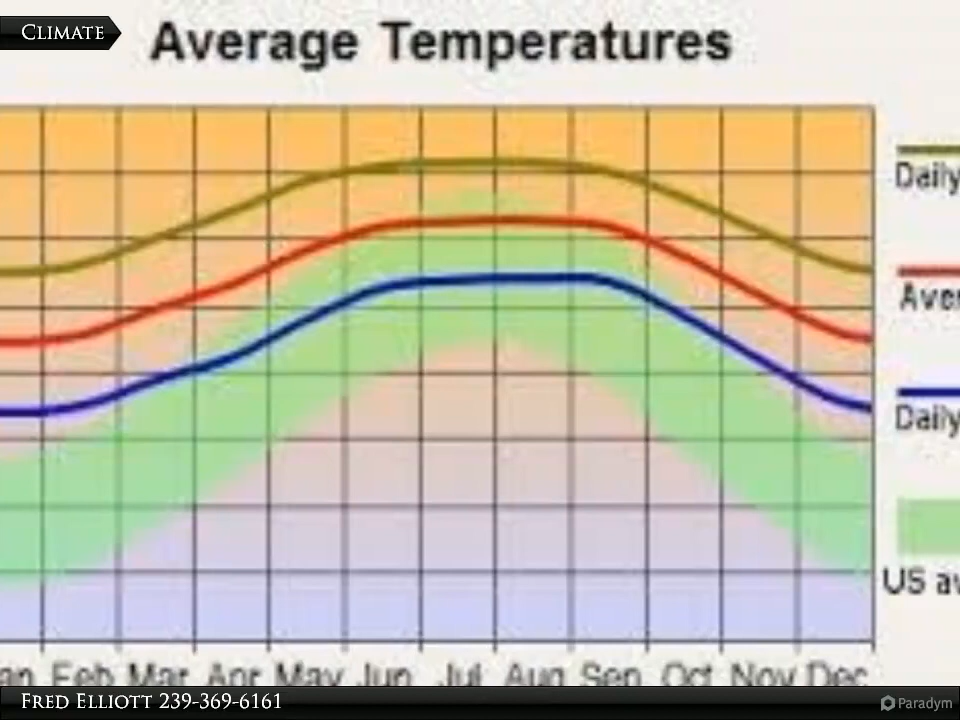 CLIMATE
Average Temperatures
Daily
Aver
Daily
US av
an Feb Mar Apr May Jun Jul Aug Sep Oct Nov Dec
FRED ELLIOTT 239-369-6161
Paradym